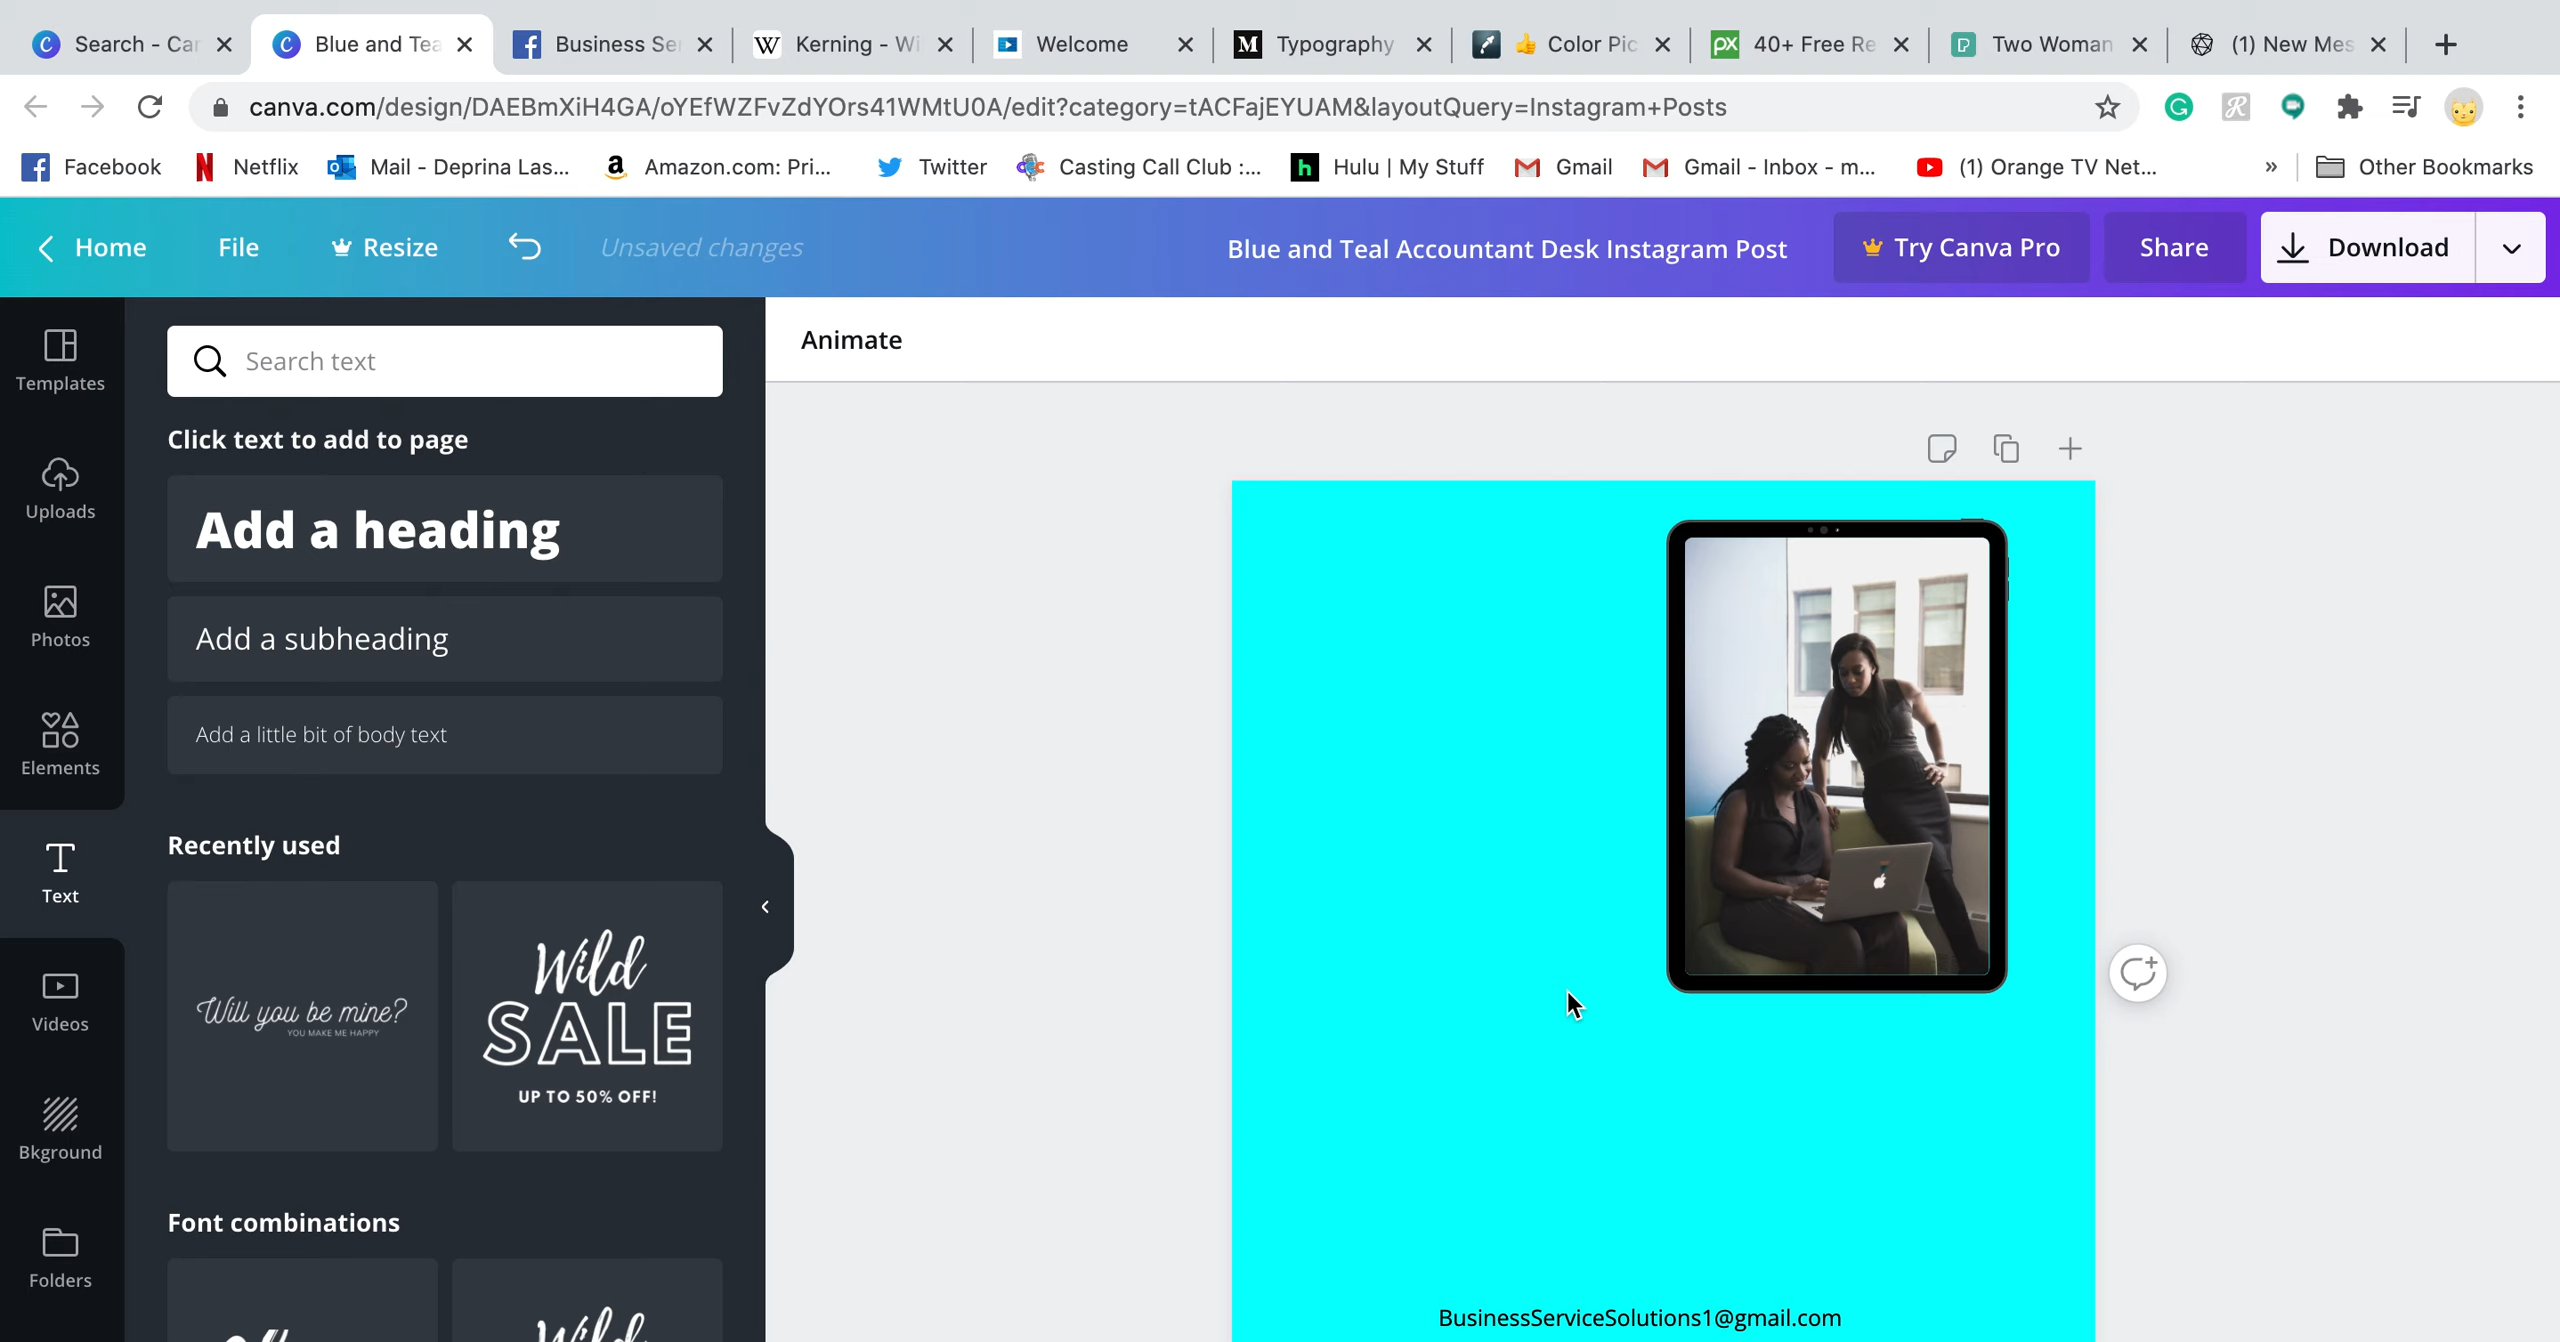 Search - Car
Blue and Tea
Business Ser
Kerning - Wi
Welcome
Typography
👍 Color Pic
40+ Free Re
Two Woman
(1) New Mes
canva.com/design/DAEBmXiH4GA/oYEfWZFvZdYOrs41WMtU0A/edit?category=tACFajEYUAM&layoutQuery=Instagram+Posts
Facebook
Netflix
Mail - Deprina Las...
Amazon.com: Pri...
Twitter
Casting Call Club :...
Hulu | My Stuff
Gmail
Gmail - Inbox - m...
(1) Orange TV Net...
»
Other Bookmarks
Home
File
Resize
Unsaved changes
Blue and Teal Accountant Desk Instagram Post
Try Canva Pro
Share
Download
Templates
Uploads
Photos
Elements
Text
Videos
Bkground
Folders
Search text
Click text to add to page
Add a heading
Add a subheading
Add a little bit of body text
Recently used
Will you be mine?
YOU MAKE ME HAPPY
Wild
SALE
UP TO 50% OFF!
Font combinations
Wild
Animate
BusinessServiceSolutions1@gmail.com